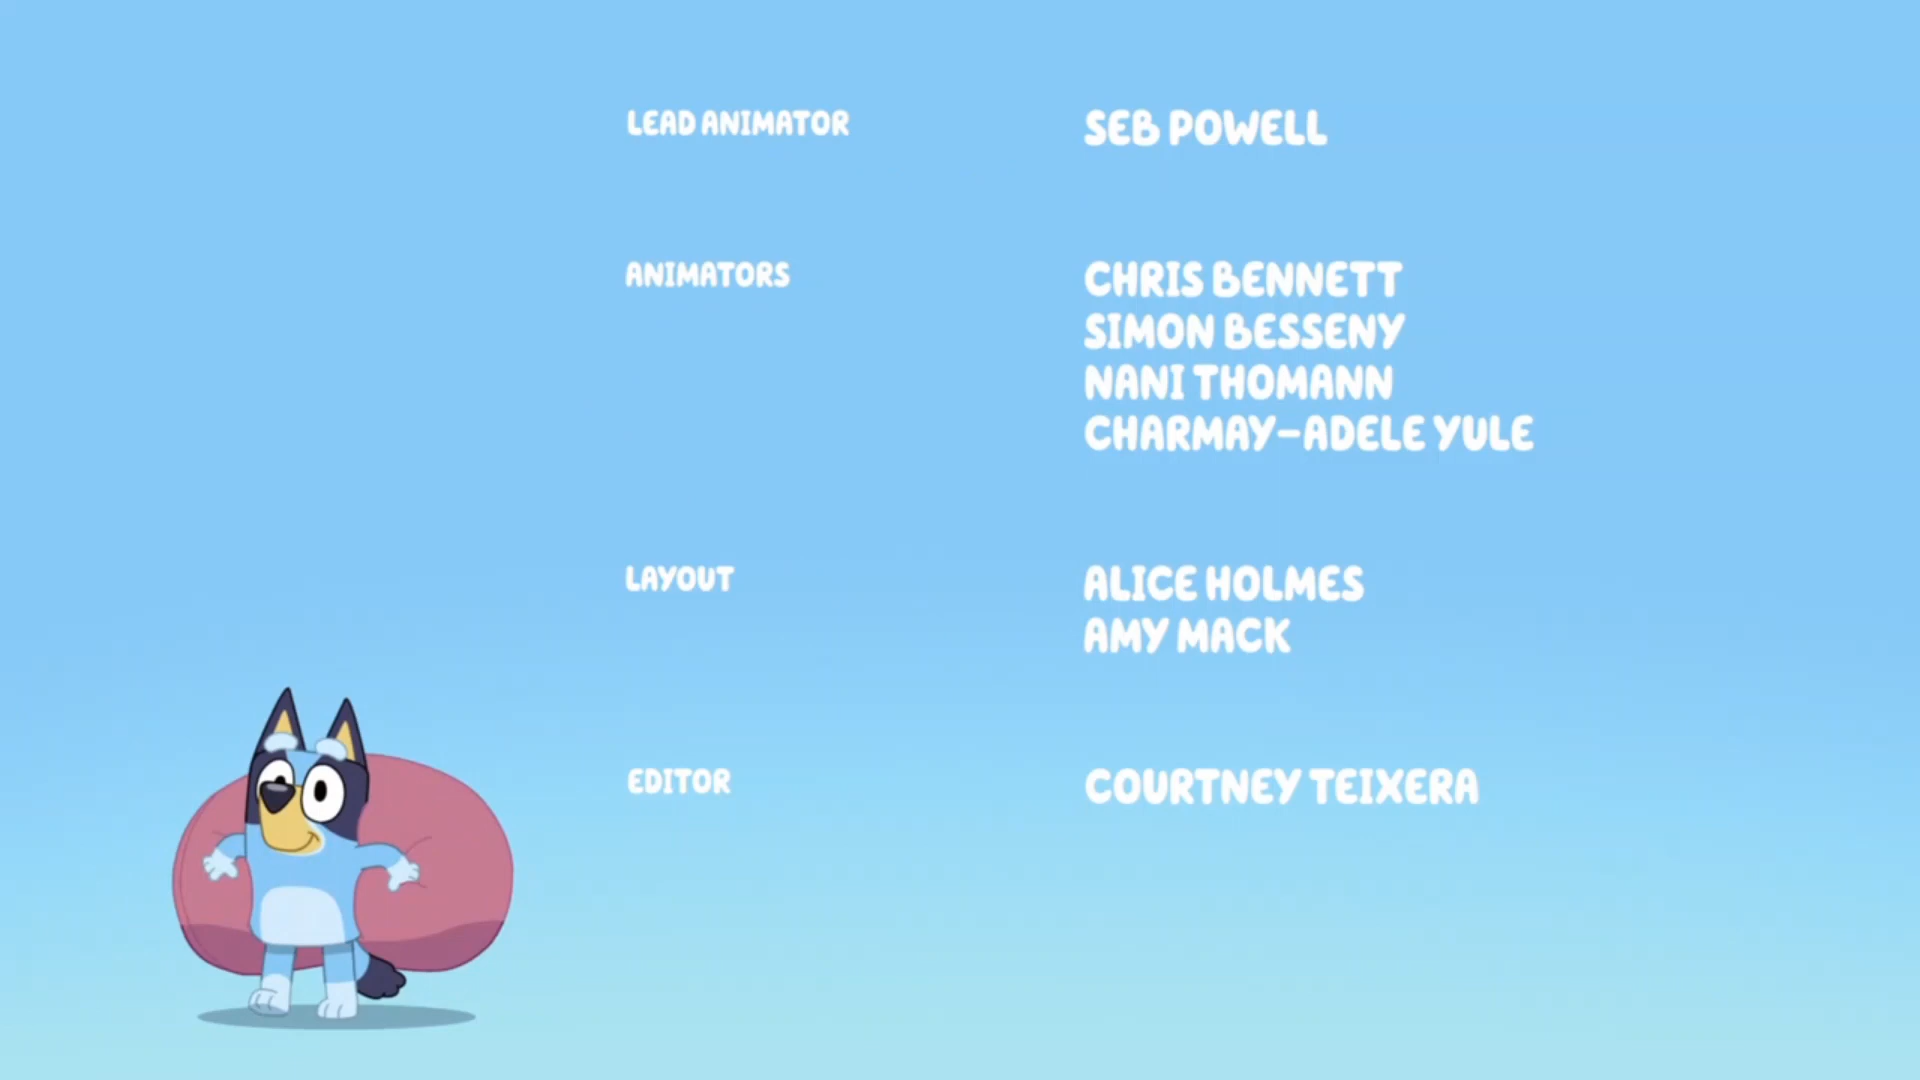 LEAD ANIMATOR SEB POWELL
ANIMATORS CHRIS BENNETT
SIMON BESSENY
NANI THOMANN
CHARMAY-ADELE YULE
LAYOUT ALICE HOLMES
AMY MACK
EDITOR COURTNEY TEIXERA